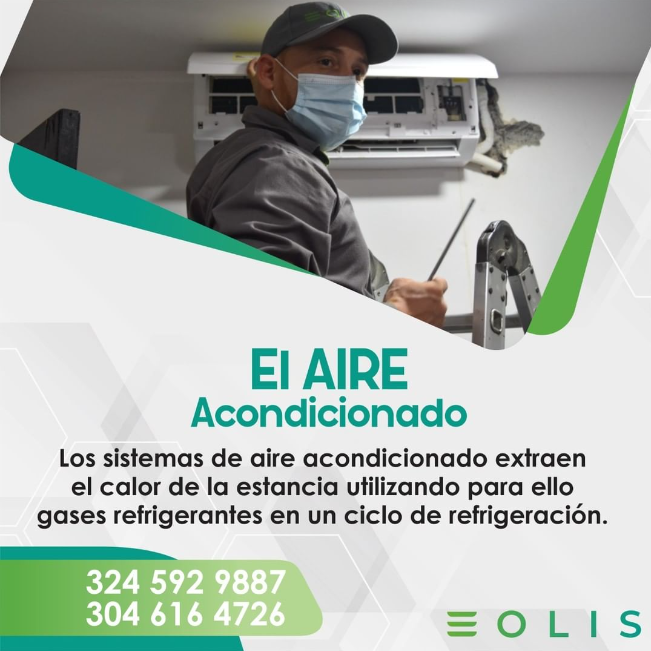 EOLIS
El AIRE
Acondicionado
Los sistemas de aire acondicionado extraen
el calor de la estancia utilizando para ello
gases refrigerantes en un ciclo de refrigeración.
324 592 9887
304 616 4726
EOLIS